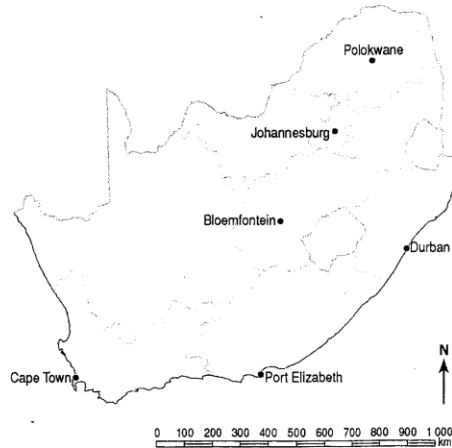 Polokwane
Johannesburg
Bloemfontein
Durban
N
Cape Town
Port Elizabeth
0 100 200 300 400 500 600 700 800 900 1 000
km